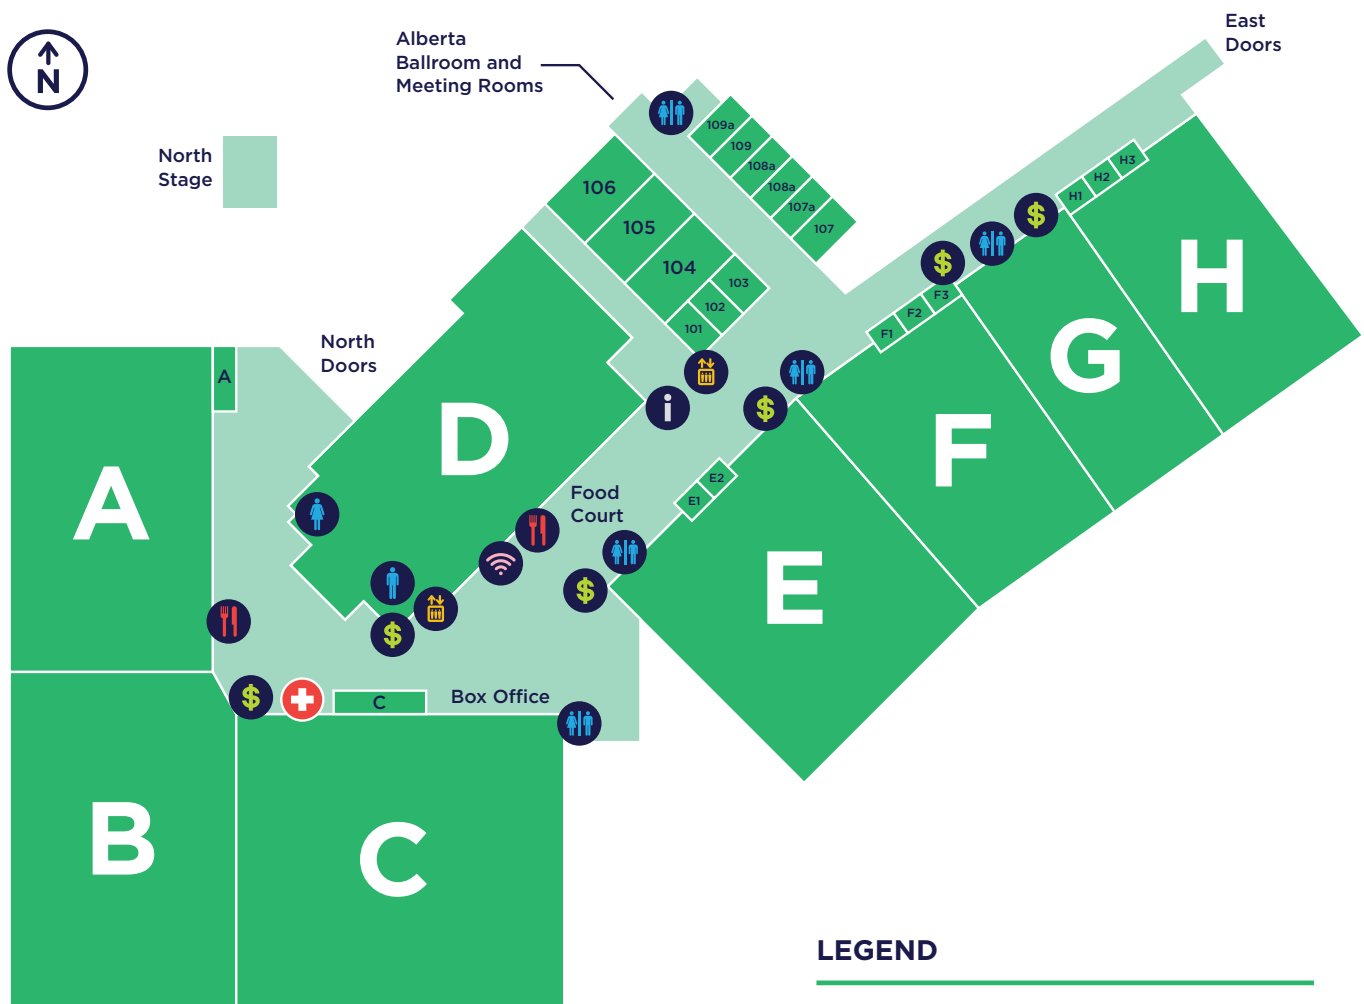 East
Doors
Alberta
Ballroom and
Meeting Rooms
N
North
Stage
109a
109
108a
108a
107a
107
106
105
104
103
102
101
H3
H2
H1
H
F3
F2
F1
G
North
Doors
A
D
F
A
E2
E1
Food
Court
i
$
$
$
E
$
$
$
C
Box Office
B
C
LEGEND